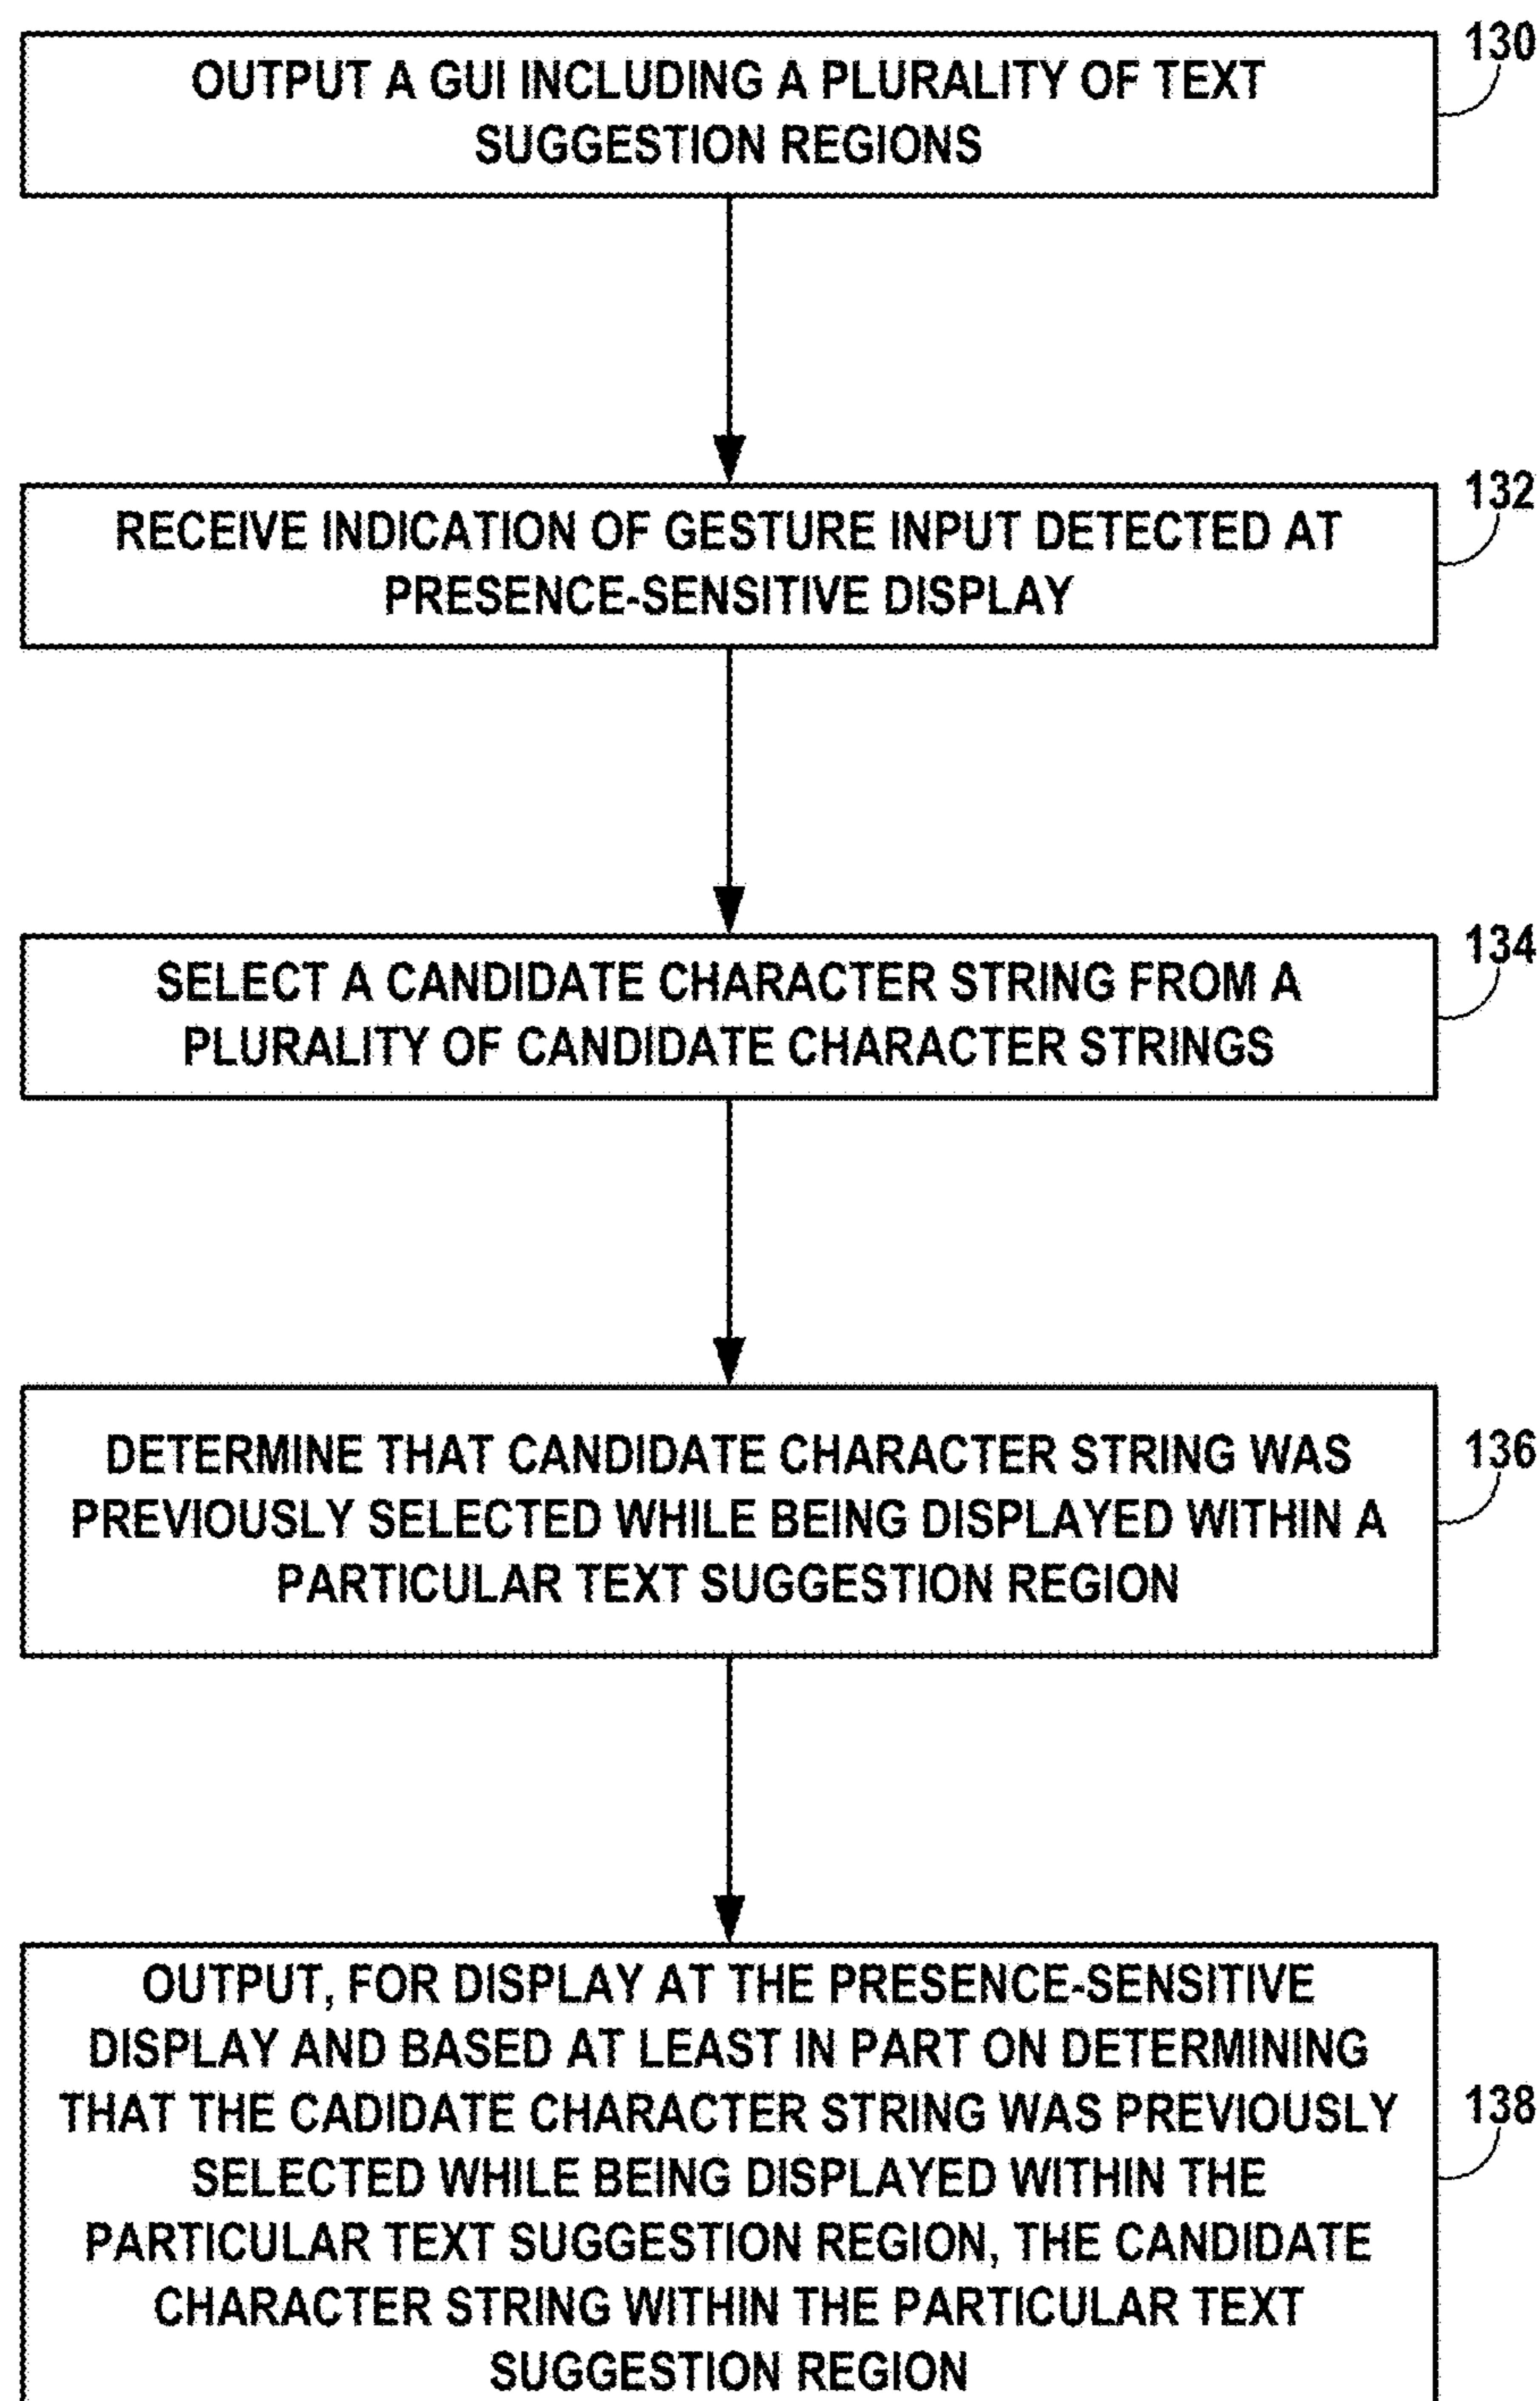 130
OUTPUT A GUI INCLUDING A PLURALITY OF TEXT
SUGGESTION REGIONS
132
RECEIVE INDICATION OF GESTURE INPUT DETECTED AT
PRESENCE-SENSITIVE DISPLAY
134
SELECT A CANDIDATE CHARACTER STRING FROM A
PLURALITY OF CANDIDATE CHARACTER STRINGS
136
DETERMINE THAT CANDIDATE CHARACTER STRING WAS
PREVIOUSLY SELECTED WHILE BEING DISPLAYED WITHIN A
PARTICULAR TEXT SUGGESTION REGION
OUTPUT, FOR DISPLAY AT THE PRESENCE-SENSITIVE
DISPLAY AND BASED AT LEAST IN PART ON DETERMINING
THAT THE CADIDATE CHARACTER STRING WAS PREVIOUSLY
138
SELECTED WHILE BEING DISPLAYED WITHIN THE
PARTICULAR TEXT SUGGESTION REGION, THE CANDIDATE
CHARACTER STRING WITHIN THE PARTICULAR TEXT
SUGGESTION REGION